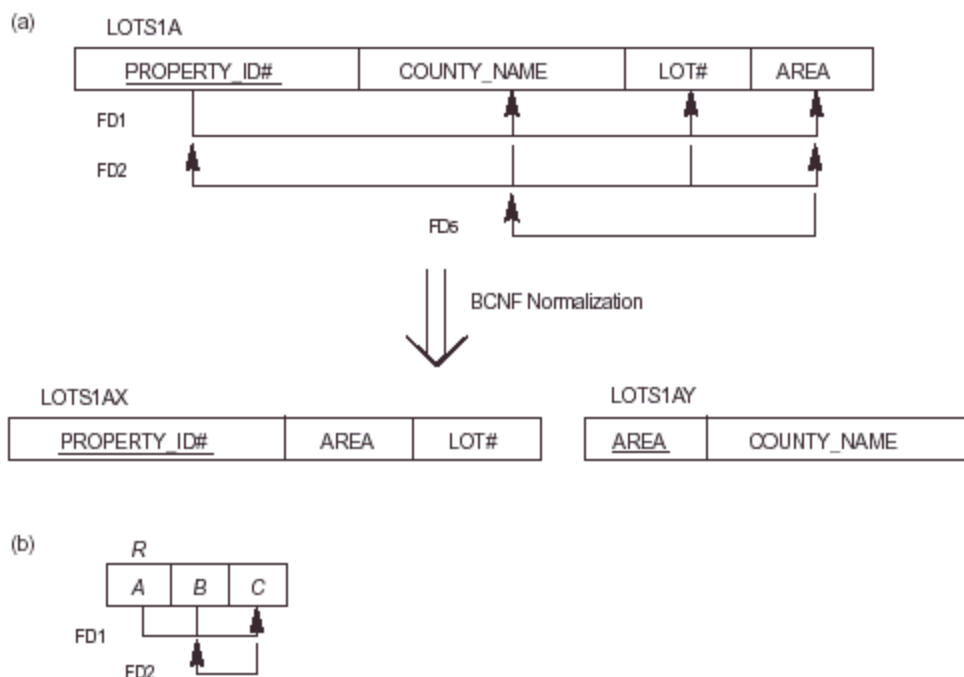 (a)
LOTS1A
PROPERTY_ID# COUNTY_NAME LOT# AREA
FD1
FD2
FD5
BCNF Normalization
LOTS1AX
PROPERTY_ID# AREA LOT#
LOTS1AY
AREA COUNTY_NAME
(b)
R
A B C
FD1
FD2